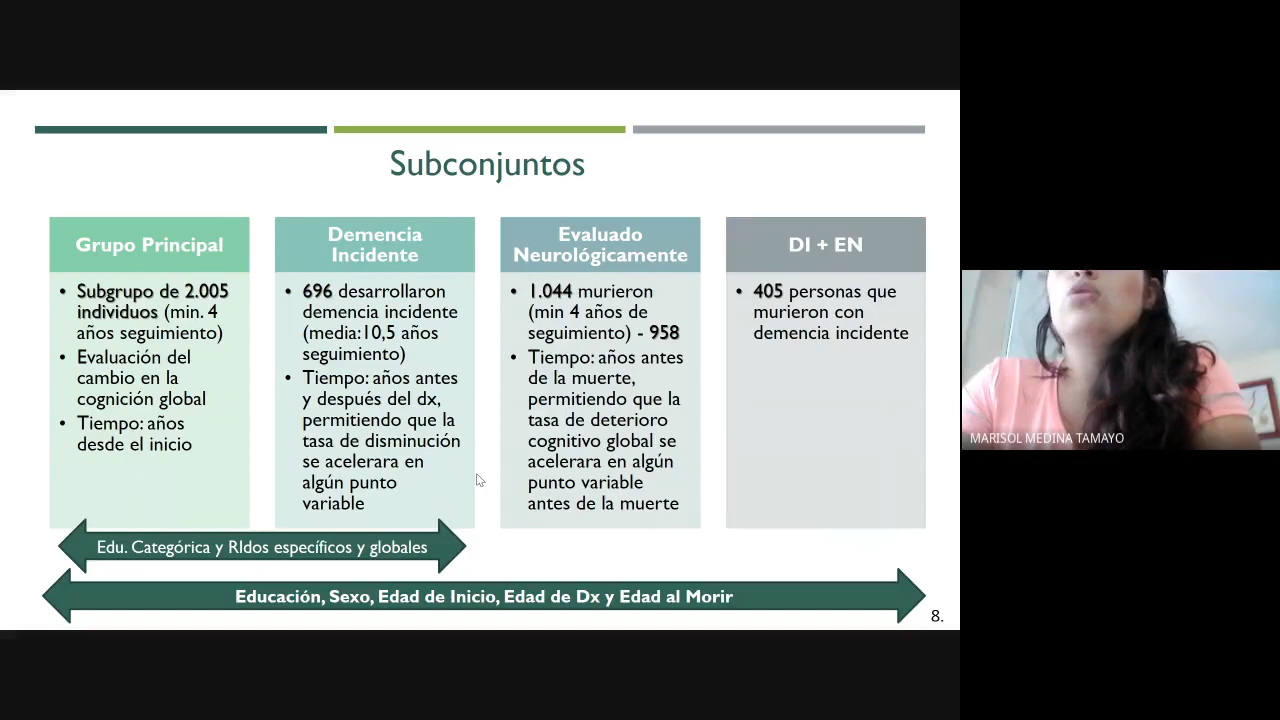 Subconjuntos
Grupo Principal
• Subgrupo de 2.005
individuos (min. 4
años seguimiento)
• Evaluación del
cambio en la
cognición global
• Tiempo: años
desde el inicio
Demencia
Incidente
• 696 desarrollaron
demencia incidente
(media:10,5 años
seguimiento)
• Tiempo: años antes
y después del dx,
permitiendo que la
tasa de disminución
se acelerara en
algún punto
variable
Evaluado
Neurológicamente
• 1.044 murieron
(min 4 años de
seguimiento) - 958
• Tiempo: años antes
de la muerte,
permitiendo que la
tasa de deterioro
cognitivo global se
acelerara en algún
punto variable
antes de la muerte
DI + EN
• 405 personas que
murieron con
demencia incidente
Edu. Categórica y Rldos específicos y globales
Educación, Sexo, Edad de Inicio, Edad de Dx y Edad al Morir
8.
MARISOL MEDINA TAMAYO